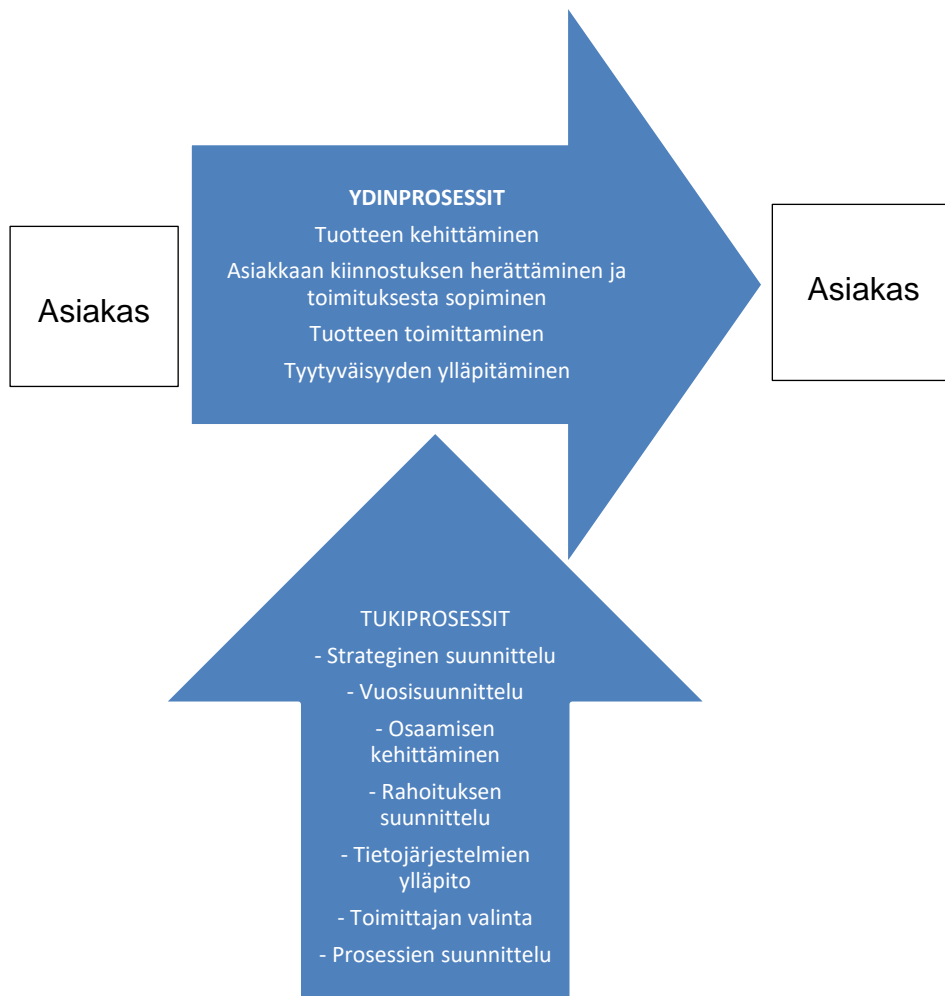 YDINPROSESSIT
Tuotteen kehittäminen
Asiakkaan kiinnostuksen herättäminen ja
toimituksesta sopiminen
Tuotteen toimittaminen
Tyytyväisyyden ylläpitäminen
Asiakas
Asiakas
TUKIPROSESSIT
- Strateginen suunnittelu
- Vuosisuunnittelu
- Osaamisen
kehittäminen
- Rahoituksen
suunnittelu
- Tietojärjestelmien
ylläpito
- Toimittajan valinta
- Prosessien suunnittelu